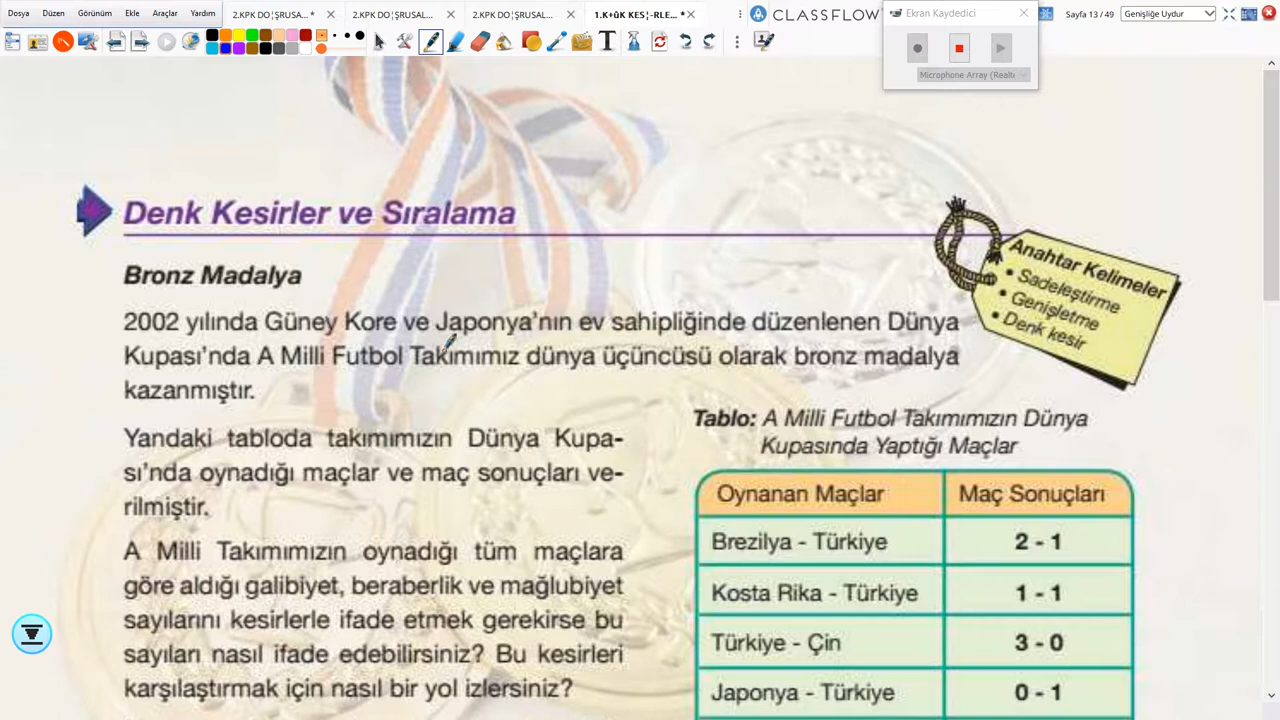 Dosya Düzen Görünüm Ekle Araçlar Yardım
2.KPK DO¦ŞRUSA... * 2.KPK DO¦ŞRUSAL... 2.KPK DO¦ŞRUSAL... 1.K+ûK KES¦-RLE... *
CLASSFLOW
Ekran Kaydedici
Microphone Array (Realte
Sayfa 13 / 49 Genişliğe Uydur
Denk Kesirler ve Sıralama
Anahtar Kelimeler
• Sadeleştirme
• Genişletme
• Denk kesir
Bronz Madalya
2002 yılında Güney Kore ve Japonya'nın ev sahipliğinde düzenlenen Dünya
Kupası'nda A Milli Futbol Takımımız dünya üçüncüsü olarak bronz madalya
kazanmıştır.
Yandaki tabloda takımımızın Dünya Kupa-
sı'nda oynadığı maçlar ve maç sonuçları ve-
rilmiştir.
A Milli Takımımızın oynadığı tüm maçlara
göre aldığı galibiyet, beraberlik ve mağlubiyet
sayılarını kesirlerle ifade etmek gerekirse bu
sayıları nasıl ifade edebilirsiniz? Bu kesirleri
karşılaştırmak için nasıl bir yol izlersiniz?
Tablo: A Milli Futbol Takımımızın Dünya
Kupasında Yaptığı Maçlar
Oynanan Maçlar Maç Sonuçları
Brezilya - Türkiye 2 - 1
Kosta Rika - Türkiye 1 - 1
Türkiye - Çin 3 - 0
Japonya - Türkiye 0 - 1